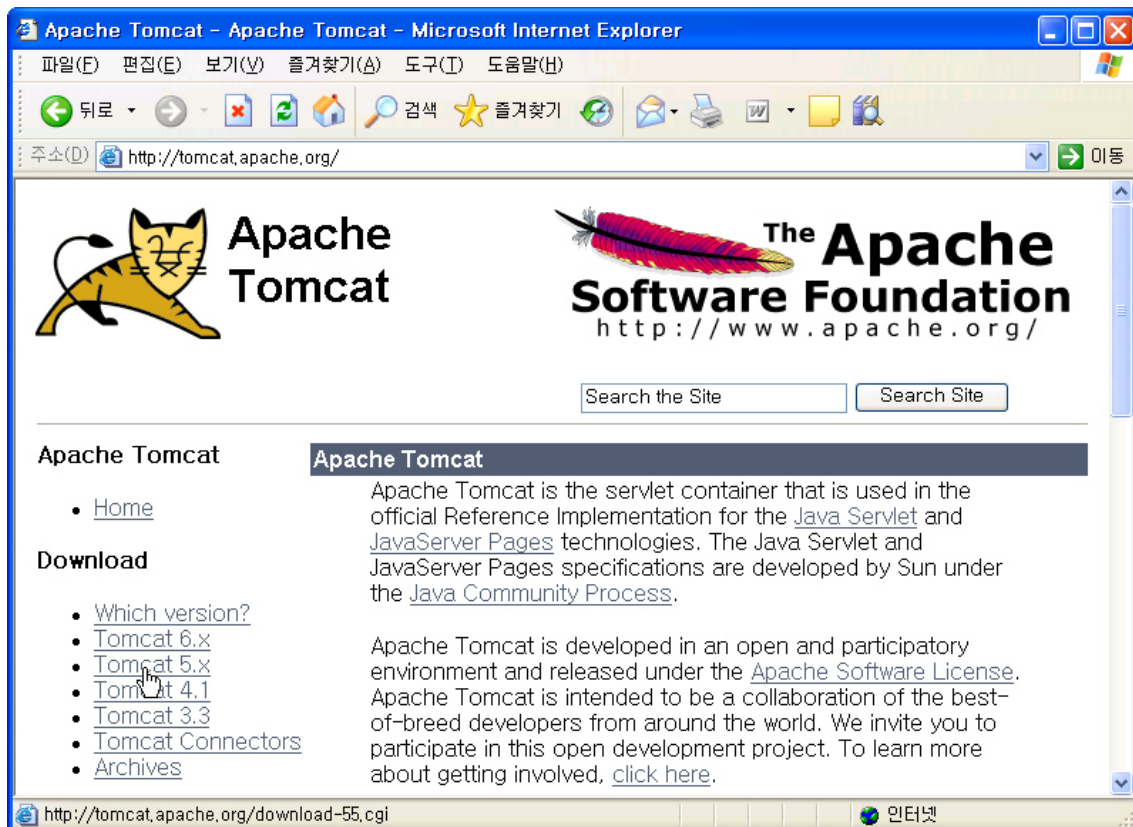 Apache Tomcat - Apache Tomcat - Microsoft Internet Explorer
파일(F) 편집(E) 보기(V) 즐겨찾기(A) 도구(T) 도움말(H)
뒤로 검색 즐겨찾기
주소(D) http://tomcat.apache.org/ 이동
Apache
Tomcat
The Apache
Software Foundation
http://www.apache.org/
Search the Site Search Site
Apache Tomcat
Home
Download
Which version?
Tomcat 6.x
Tomcat 5.x
Tomcat 4.1
Tomcat 3.3
Tomcat Connectors
Archives
Apache Tomcat
Apache Tomcat is the servlet container that is used in the
official Reference Implementation for the Java Servlet and
JavaServer Pages technologies. The Java Servlet and
JavaServer Pages specifications are developed by Sun under
the Java Community Process.
Apache Tomcat is developed in an open and participatory
environment and released under the Apache Software License.
Apache Tomcat is intended to be a collaboration of the best-
of-breed developers from around the world. We invite you to
participate in this open development project. To learn more
about getting involved, click here.
http://tomcat.apache.org/download-55.cgi 인터넷